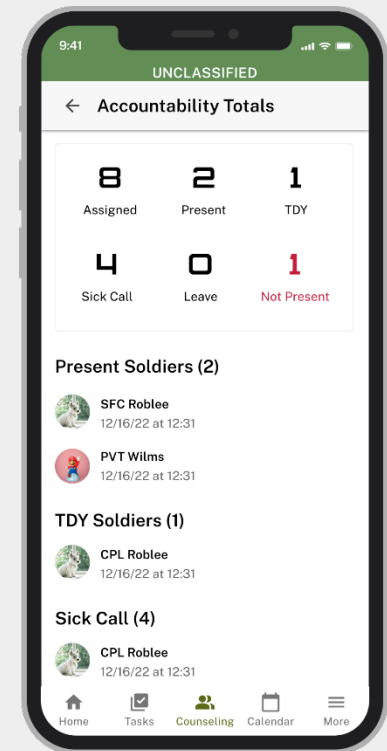 9:41
UNCLASSIFIED
Accountability Totals
8 2 1
Assigned Present TDY
4 0 1
Sick Call Leave Not Present
Present Soldiers (2)
SFC Roblee
12/16/22 at 12:31
PVT Wilms
12/16/22 at 12:31
TDY Soldiers (1)
CPL Roblee
12/16/22 at 12:31
Sick Call (4)
CPL Roblee
12/16/22 at 12:31
Home Tasks Counseling Calendar More